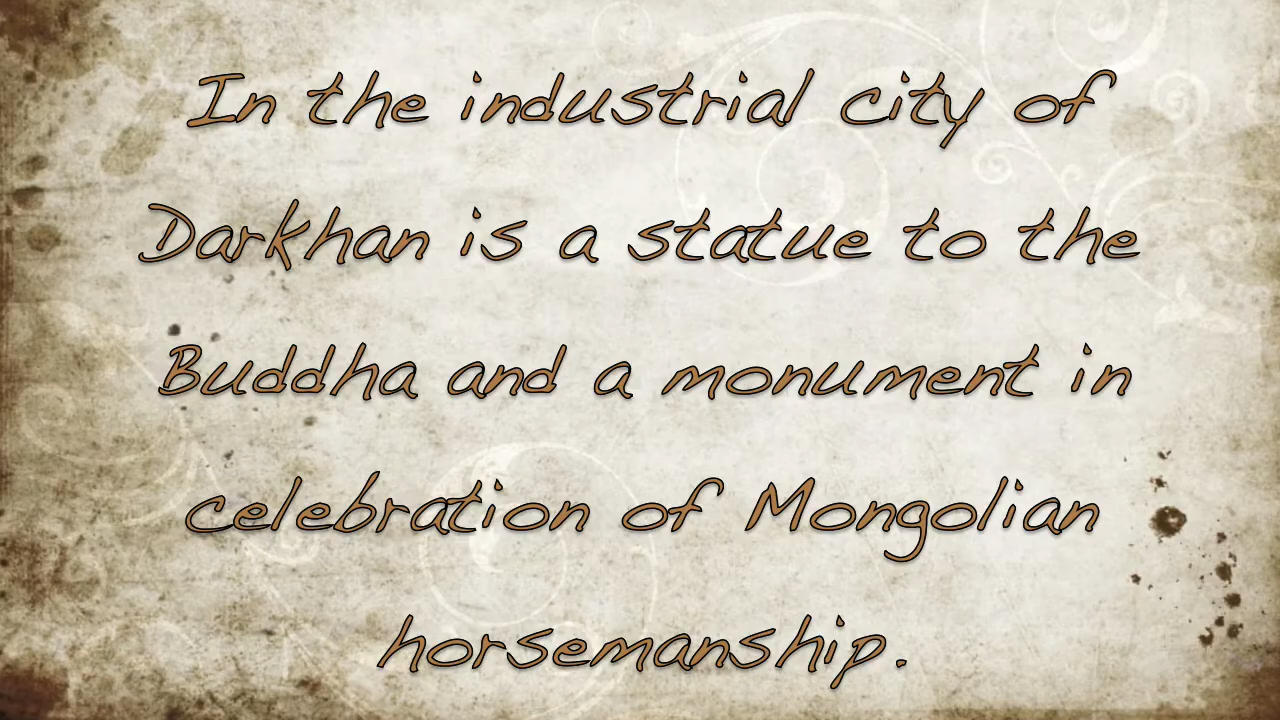 In the industrial city of
Darkhan is a statue to the
Buddha and a monument in
celebration of Mongolian
horsemanship.